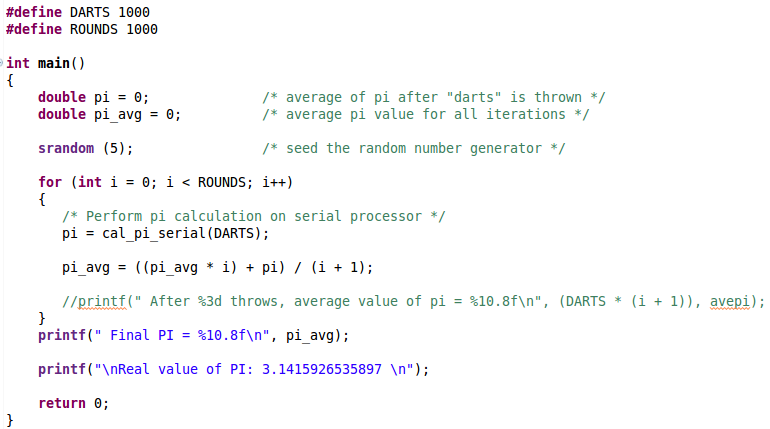 #define DARTS 1000
#define ROUNDS 1000
int main()
{
double pi = 0; /* average of pi after "darts" is thrown */
double pi_avg = 0; /* average pi value for all iterations */
srandom (5); /* seed the random number generator */
for (int i = 0; i < ROUNDS; i++)
{
/* Perform pi calculation on serial processor */
pi = cal_pi_serial(DARTS);
pi_avg = ((pi_avg * i) + pi) / (i + 1);
//printf(" After %3d throws, average value of pi = %10.8f\n", (DARTS * (i + 1)), avepi);
}
printf(" Final PI = %10.8f\n", pi_avg);
printf("\nReal value of PI: 3.1415926535897 \n");
return 0;
}